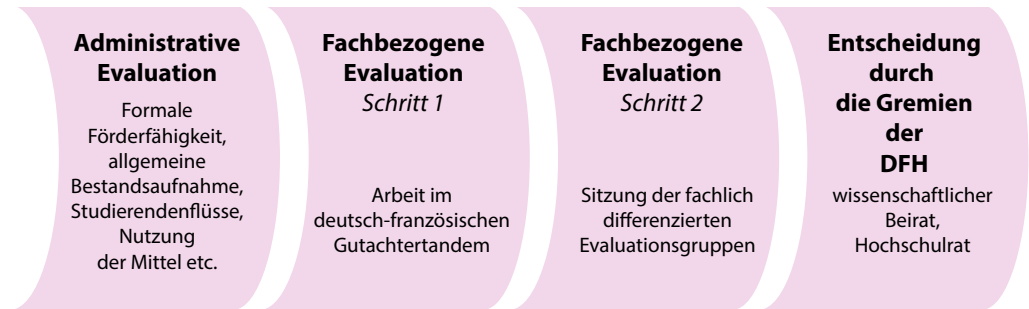 Administrative
Evaluation
Formale
Förderfähigkeit,
allgemeine
Bestandsaufnahme,
Studierendenflüsse,
Nutzung
der Mittel etc.
Fachbezogene
Evaluation
Schritt 1
Arbeit im
deutsch-französischen
Gutachtertandem
Fachbezogene
Evaluation
Schritt 2
Sitzung der fachlich
differenzierten
Evaluationsgruppen
Entscheidung
durch
die Gremien
der
DFH
wissenschaftlicher
Beirat,
Hochschulrat